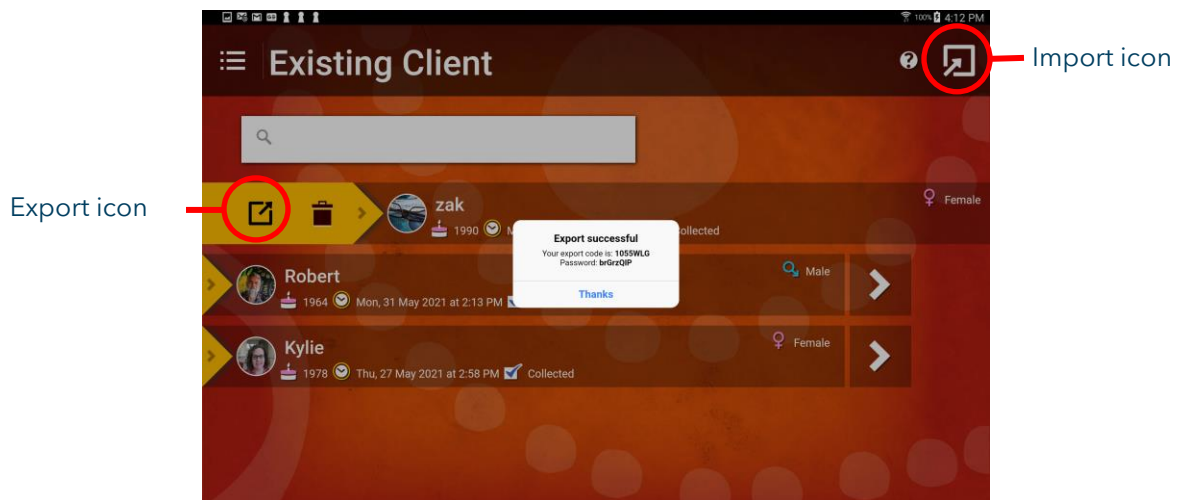 100% 4:12 PM
Existing Client
Import icon
Export icon
zak
Female
1990
ollected
Export successful
Your export code is: 1055WLG
Password: brGrzQIP
Thanks
Robert
Male
1964 Mon, 31 May 2021 at 2:13 PM
Kylie
Female
1978 Thu, 27 May 2021 at 2:58 PM Collected